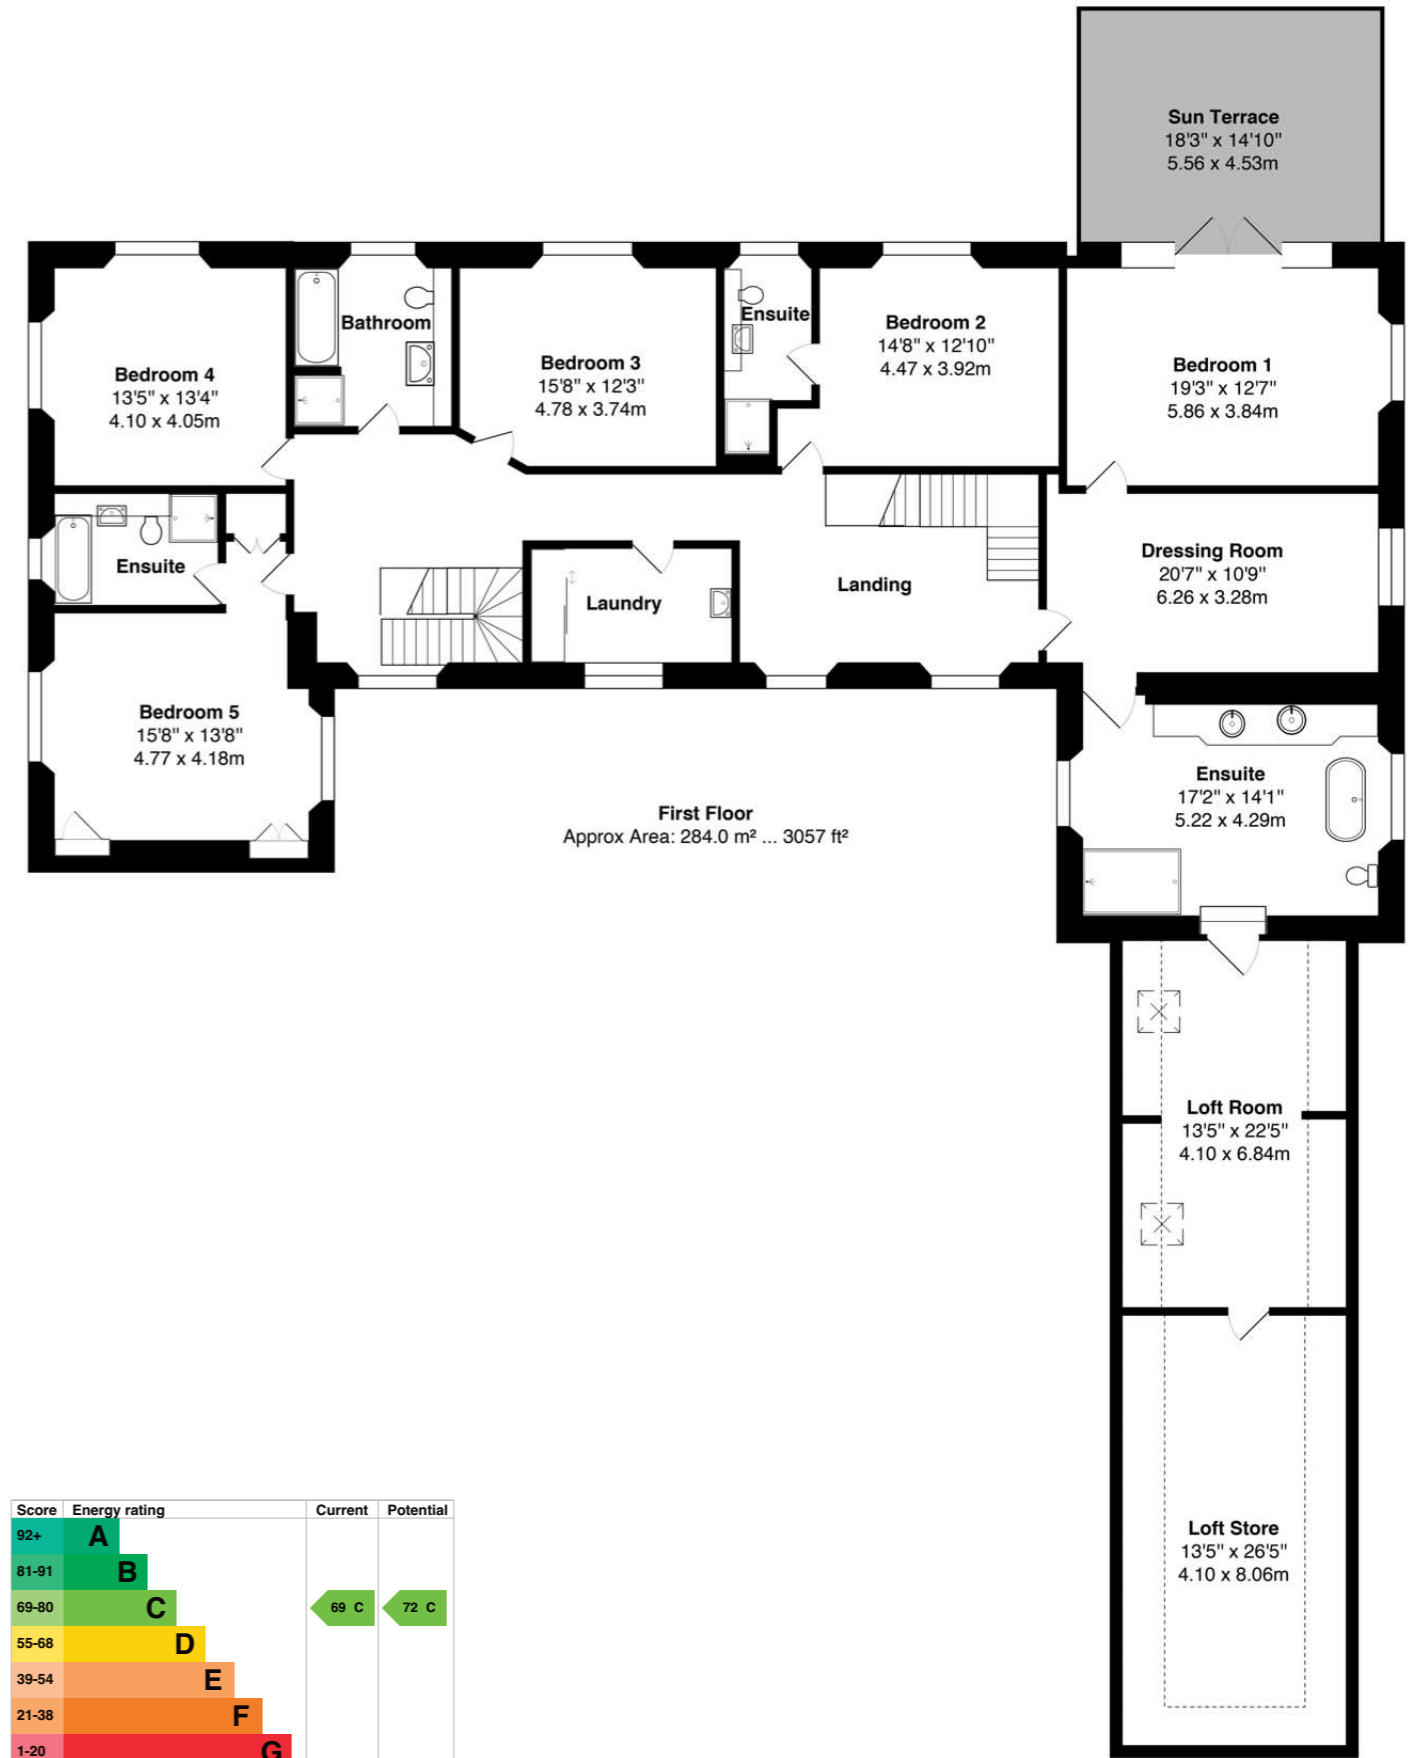 Sun Terrace
18'3" x 14'10"
5.56 x 4.53m
Bathroom
Ensuite
Bedroom 2
14'8" x 12'10"
4.47 x 3.92m
Bedroom 3
15'8" x 12'3"
4.78 x 3.74m
Bedroom 1
19'3" x 12'7"
5.86 x 3.84m
Bedroom 4
13'5" x 13'4"
4.10 x 4.05m
Ensuite
Laundry
Landing
Dressing Room
20'7" x 10'9"
6.26 x 3.28m
Bedroom 5
15'8" x 13'8"
4.77 x 4.18m
Ensuite
17'2" x 14'1"
5.22 x 4.29m
First Floor
Approx Area: 284.0 m² ... 3057 ft²
Loft Room
13'5" x 22'5"
4.10 x 6.84m
Loft Store
13'5" x 26'5"
4.10 x 8.06m
Score Energy rating Current Potential
92+ A
81-91 B
69-80 C 69 C 72 C
55-68 D
39-54 E
21-38 F
1-20 G